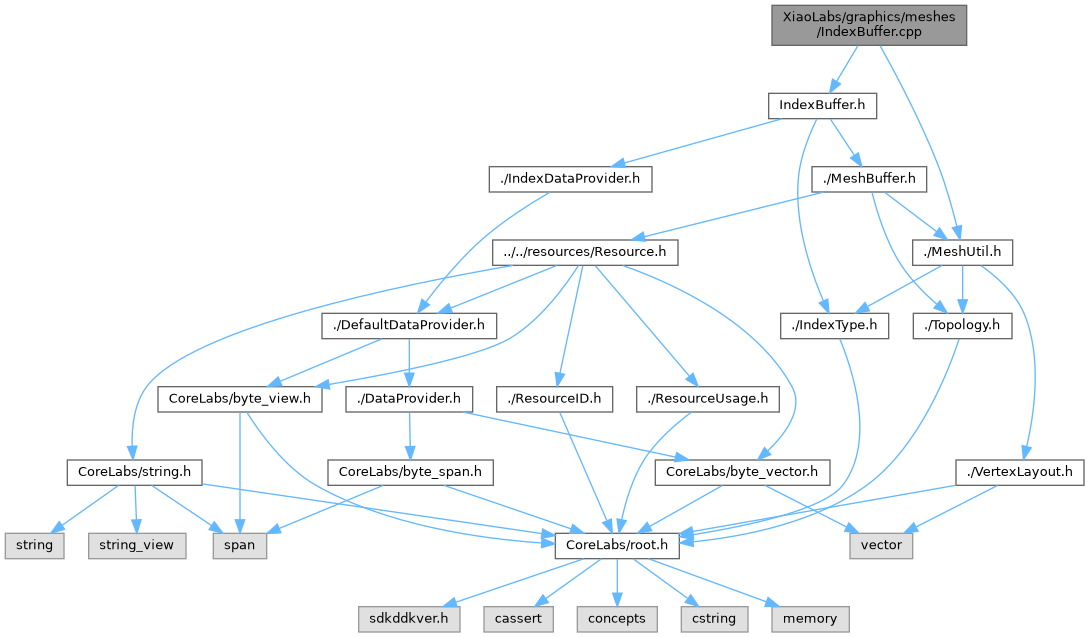 XiaoLabs/graphics/meshes
/IndexBuffer.cpp
IndexBuffer.h
./IndexDataProvider.h
./MeshBuffer.h
../../resources/Resource.h
./MeshUtil.h
./DefaultDataProvider.h
./IndexType.h
./Topology.h
CoreLabs/byte_view.h
./DataProvider.h
./ResourceID.h
./ResourceUsage.h
CoreLabs/string.h
CoreLabs/byte_span.h
CoreLabs/byte_vector.h
./VertexLayout.h
string
string_view
span
CoreLabs/root.h
vector
sdkddkver.h
cassert
concepts
cstring
memory